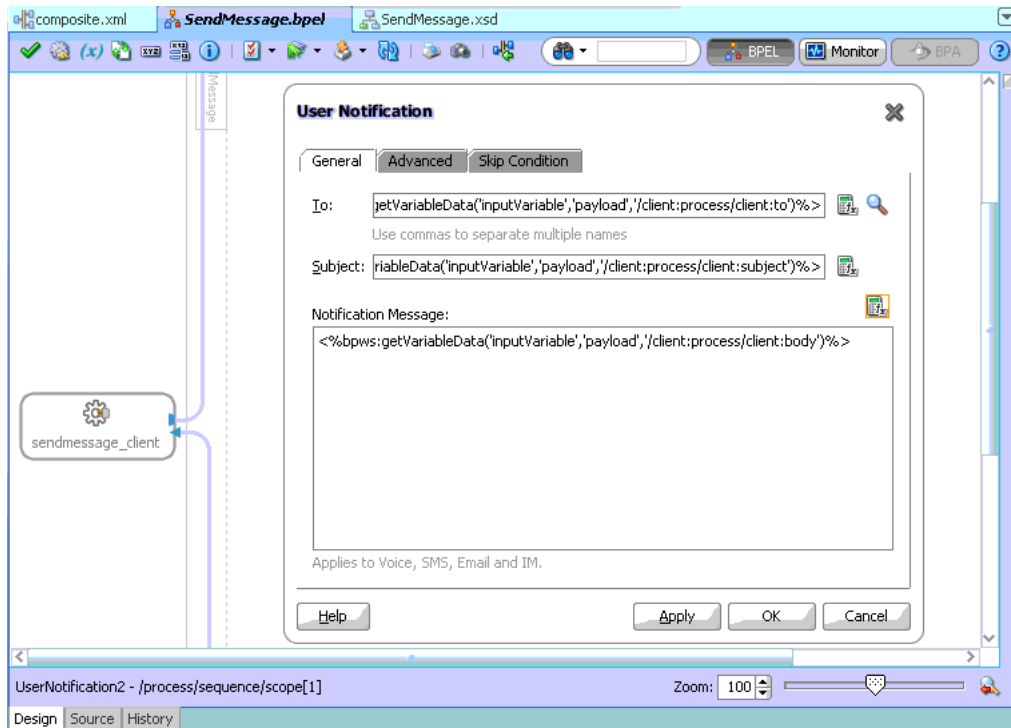 composite.xml SendMessage.bpel SendMessage.xsd
(x) XYZ BPEL Monitor BPA
Message
User Notification
General Advanced Skip Condition
To: getVariableData('inputVariable','payload','/client:process/client:to')%>
Use commas to separate multiple names
Subject: riableData('inputVariable','payload','/client:process/client:subject')%>
Notification Message:
<%bpws:getVariableData('inputVariable','payload','/client:process/client:body')%>
sendmessage_client
Applies to Voice, SMS, Email and IM.
Help Apply OK Cancel
UserNotification2 - /process/sequence/scope[1] Zoom: 100
Design Source History